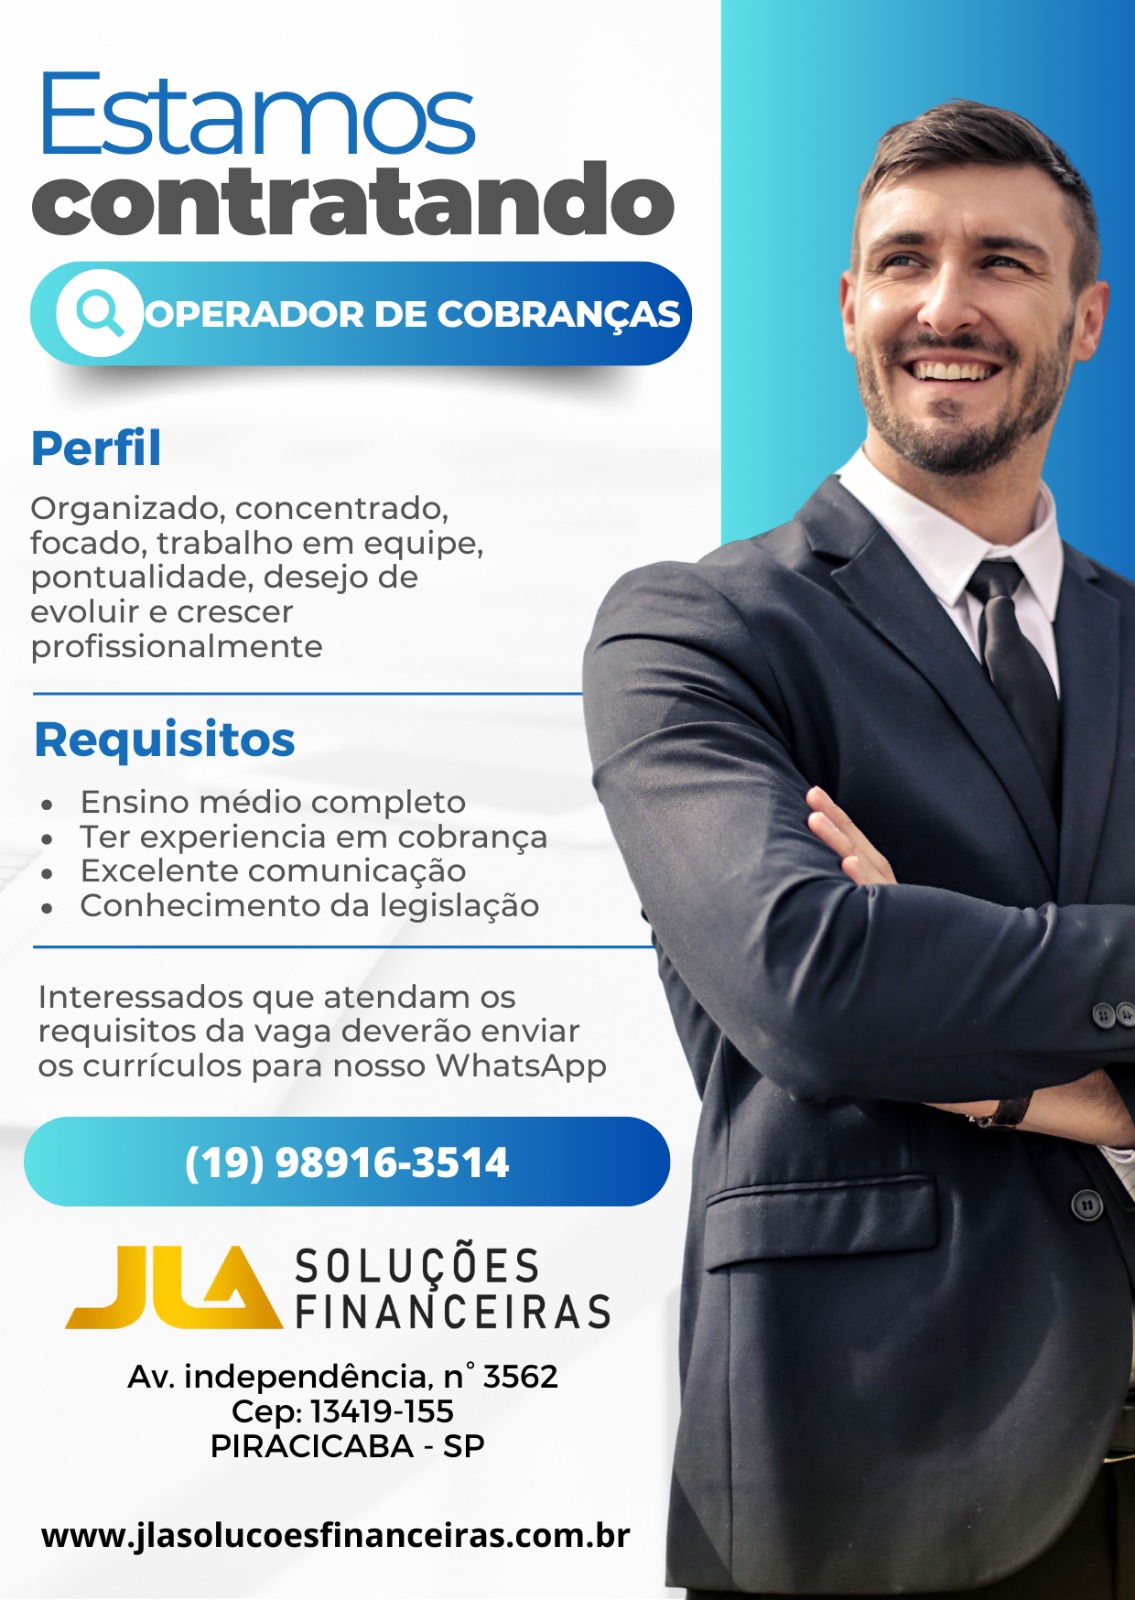 Estamos
contratando
OPERADOR DE COBRANÇAS
Perfil
Organizado, concentrado,
focado, trabalho em equipe,
pontualidade, desejo de
evoluir e crescer
profissionalmente
Requisitos
• Ensino médio completo
• Ter experiencia em cobrança
• Excelente comunicação
• Conhecimento da legislação
Interessados que atendam os
requisitos da vaga deverão enviar
os currículos para nosso WhatsApp
(19) 98916-3514
JLA SOLUÇÕES
FINANCEIRAS
Av. independência, n° 3562
Cep: 13419-155
PIRACICABA - SP
www.jlasolucoesfinanceiras.com.br